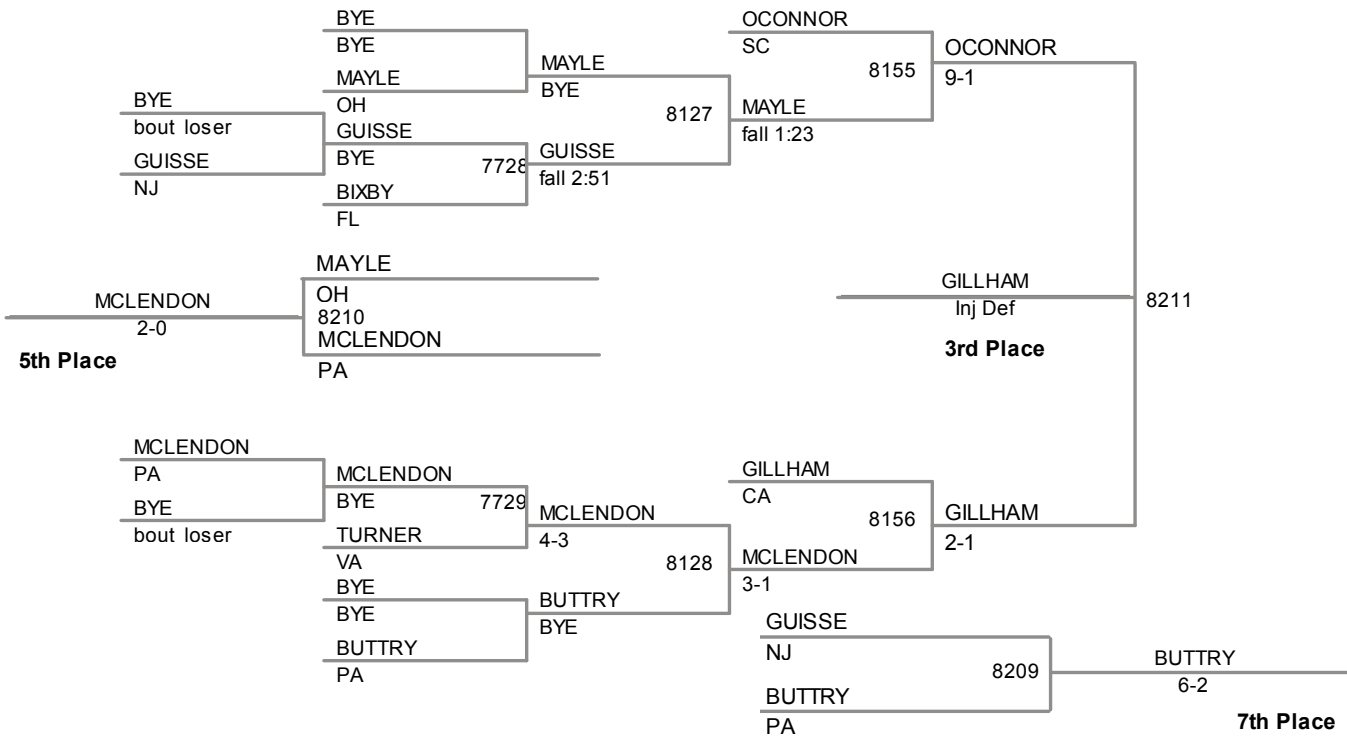 BYE
BYE
MAYLE
OH
BYE
bout loser
GUISSE
NJ
GUISSE
BYE
BIXBY
FL
7728
MAYLE
BYE
GUISSE
fall 2:51
8127
OCONNOR
SC
MAYLE
fall 1:23
8155
OCONNOR
9-1
MAYLE
OH
8210
MCLENDON
PA
MCLENDON
2-0
5th Place
GILLHAM
Inj Def
3rd Place
8211
MCLENDON
PA
BYE
bout loser
MCLENDON
BYE
7729
TURNER
VA
BYE
BYE
BUTTRY
PA
MCLENDON
4-3
8128
BUTTRY
BYE
GILLHAM
CA
8156
MCLENDON
3-1
GILLHAM
2-1
GUISSE
NJ
8209
BUTTRY
PA
BUTTRY
6-2
7th Place